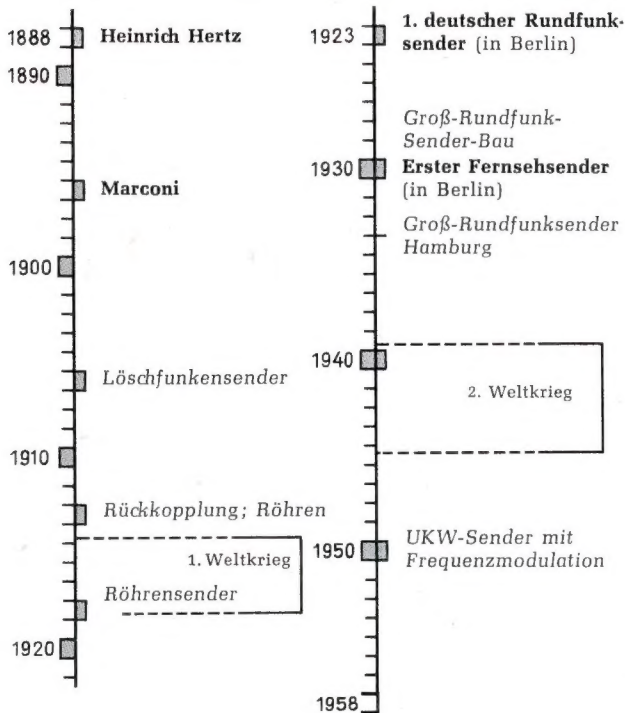 1888 Heinrich Hertz
1890
Marconi
1900
Löschfunkensender
1910
Rückkopplung; Röhren
1. Weltkrieg
Röhrensender
1920
1923 1. deutscher Rundfunk-
sender (in Berlin)
Groß-Rundfunk-
Sender-Bau
1930 Erster Fernsehsender
(in Berlin)
Groß-Rundfunksender
Hamburg
1940
2. Weltkrieg
1950 UKW-Sender mit
Frequenzmodulation
1958